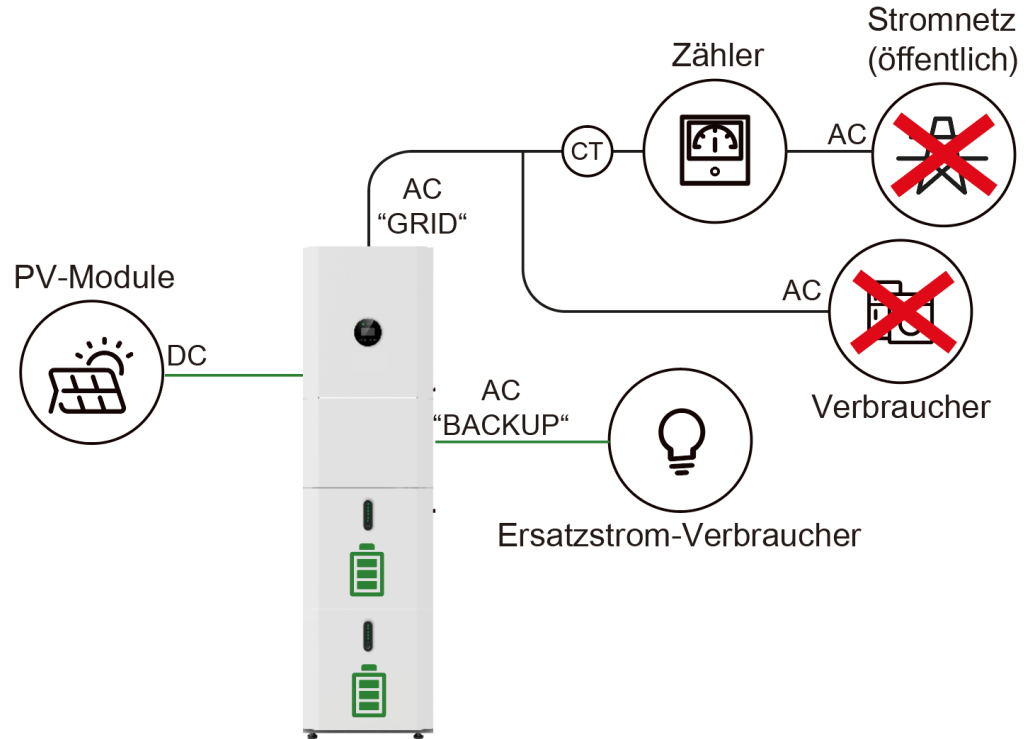 Stromnetz
(öffentlich)
Zähler
AC
CT
AC
“GRID“
PV-Module
DC
AC
Verbraucher
AC
“BACKUP“
Ersatzstrom-Verbraucher